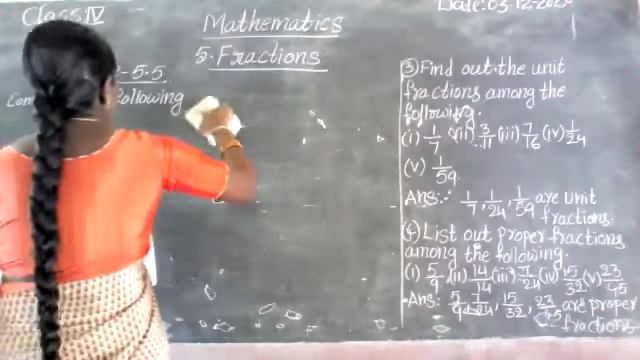 Class IV
Mathematics
Date: 03-12-202
5. Fractions
-5.5
following
③ Find out the unit
fractions among the
following.
(i) 1/7 (ii) 3/11 (iii) 7/16 (iv) 1/24
(v) 1/59
Ans:- 1/7, 1/24, 1/59 are unit
fractions.
④ List out proper fractions
among the following.
(i) 5/9 (ii) 14/14 (iii) 7/24 (iv) 15/32 (v) 23/45
Ans: 5/9, 7/24, 15/32, 23/45 are proper
fractions